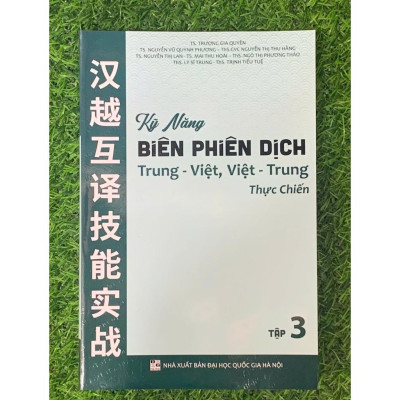 TS. TRƯƠNG GIA QUYỀN
TS. NGUYỄN VŨ QUỲNH PHƯƠNG - ThS.GVC NGUYỄN THỊ THU HẰNG
TS. NGUYỄN THỊ LAN - TS. MAI THU HOÀI - ThS. NGÔ THỊ PHƯƠNG THẢO
ThS. LÝ SĨ TRUNG - ThS. TRỊNH TIỂU TUỆ
汉越互译技能实战
Kỹ Năng
BIÊN PHIÊN DỊCH
Trung - Việt, Việt - Trung
Thực Chiến
TẬP 3
NHÀ XUẤT BẢN ĐẠI HỌC QUỐC GIA HÀ NỘI